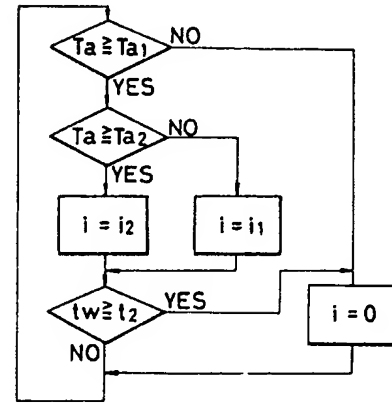 Ta ≧ Ta1
NO
YES
Ta ≧ Ta2
NO
YES
i = i2
i = i1
tw ≧ t2
YES
NO
i = 0